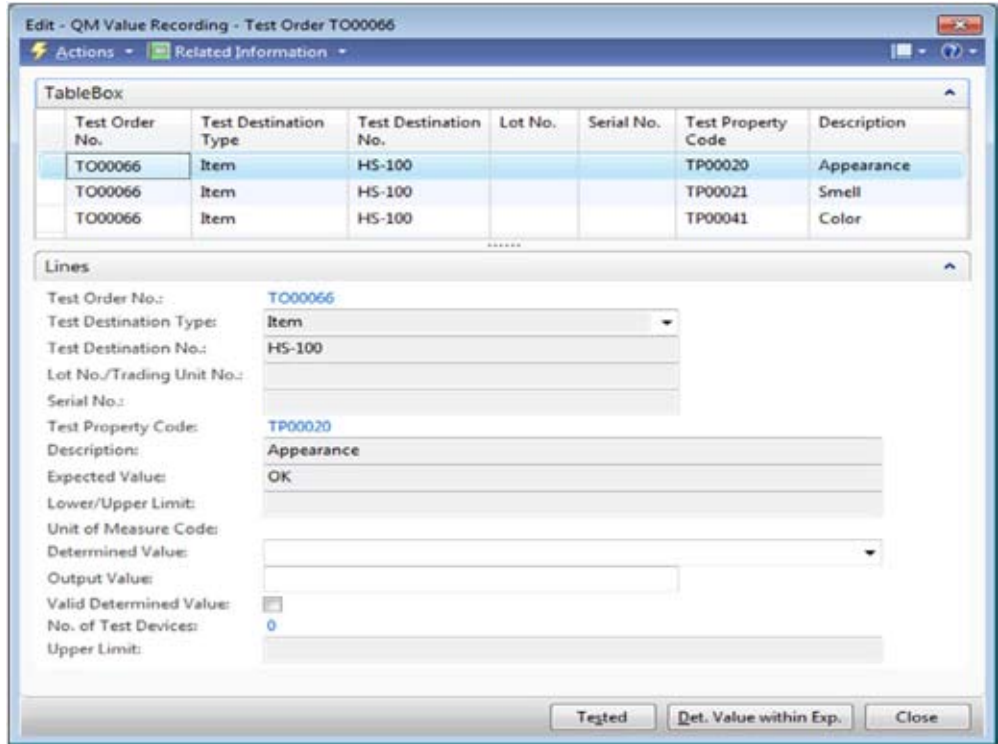 Edit - QM Value Recording - Test Order TO00066
Actions Related Information
TableBox
Test Order No. Test Destination Type Test Destination No. Lot No. Serial No. Test Property Code Description
TO00066 Item HS-100 TP00020 Appearance
TO00066 Item HS-100 TP00021 Smell
TO00066 Item HS-100 TP00041 Color
Lines
Test Order No.: TO00066
Test Destination Type: Item
Test Destination No.: HS-100
Lot No./Trading Unit No.:
Serial No.:
Test Property Code: TP00020
Description: Appearance
Expected Value: OK
Lower/Upper Limit:
Unit of Measure Code:
Determined Value:
Output Value:
Valid Determined Value:
No. of Test Devices: 0
Upper Limit:
Tested Det. Value within Exp. Close